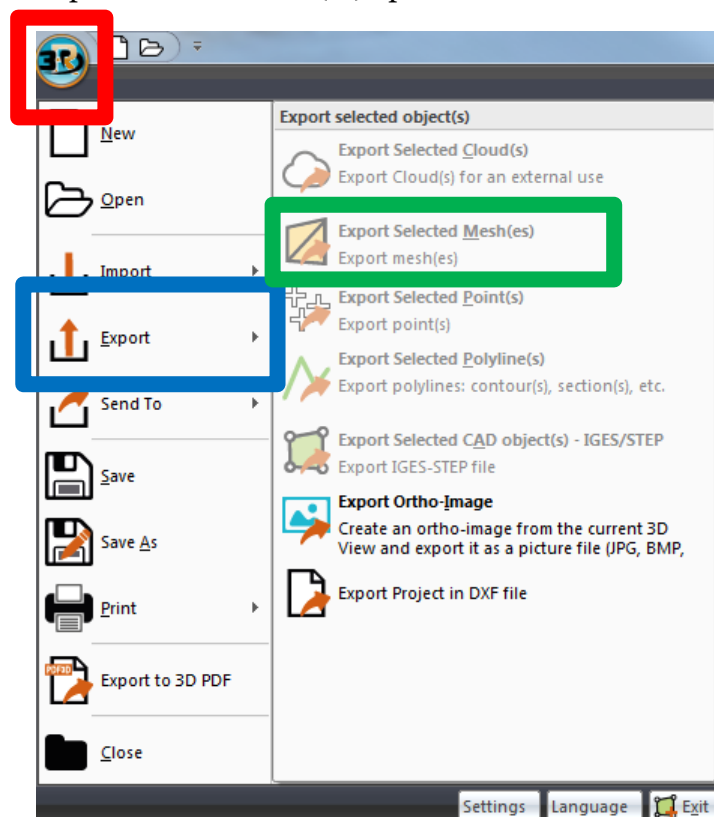 3R
New
Open
Import
Export
Send To
Save
Save As
Print
PDF3D
Export to 3D PDF
Close
Export selected object(s)
Export Selected Cloud(s)
Export Cloud(s) for an external use
Export Selected Mesh(es)
Export mesh(es)
Export Selected Point(s)
Export point(s)
Export Selected Polyline(s)
Export polylines: contour(s), section(s), etc.
Export Selected CAD object(s) - IGES/STEP
Export IGES-STEP file
Export Ortho-Image
Create an ortho-image from the current 3D
View and export it as a picture file (JPG, BMP,
Export Project in DXF file
Settings Language Exit